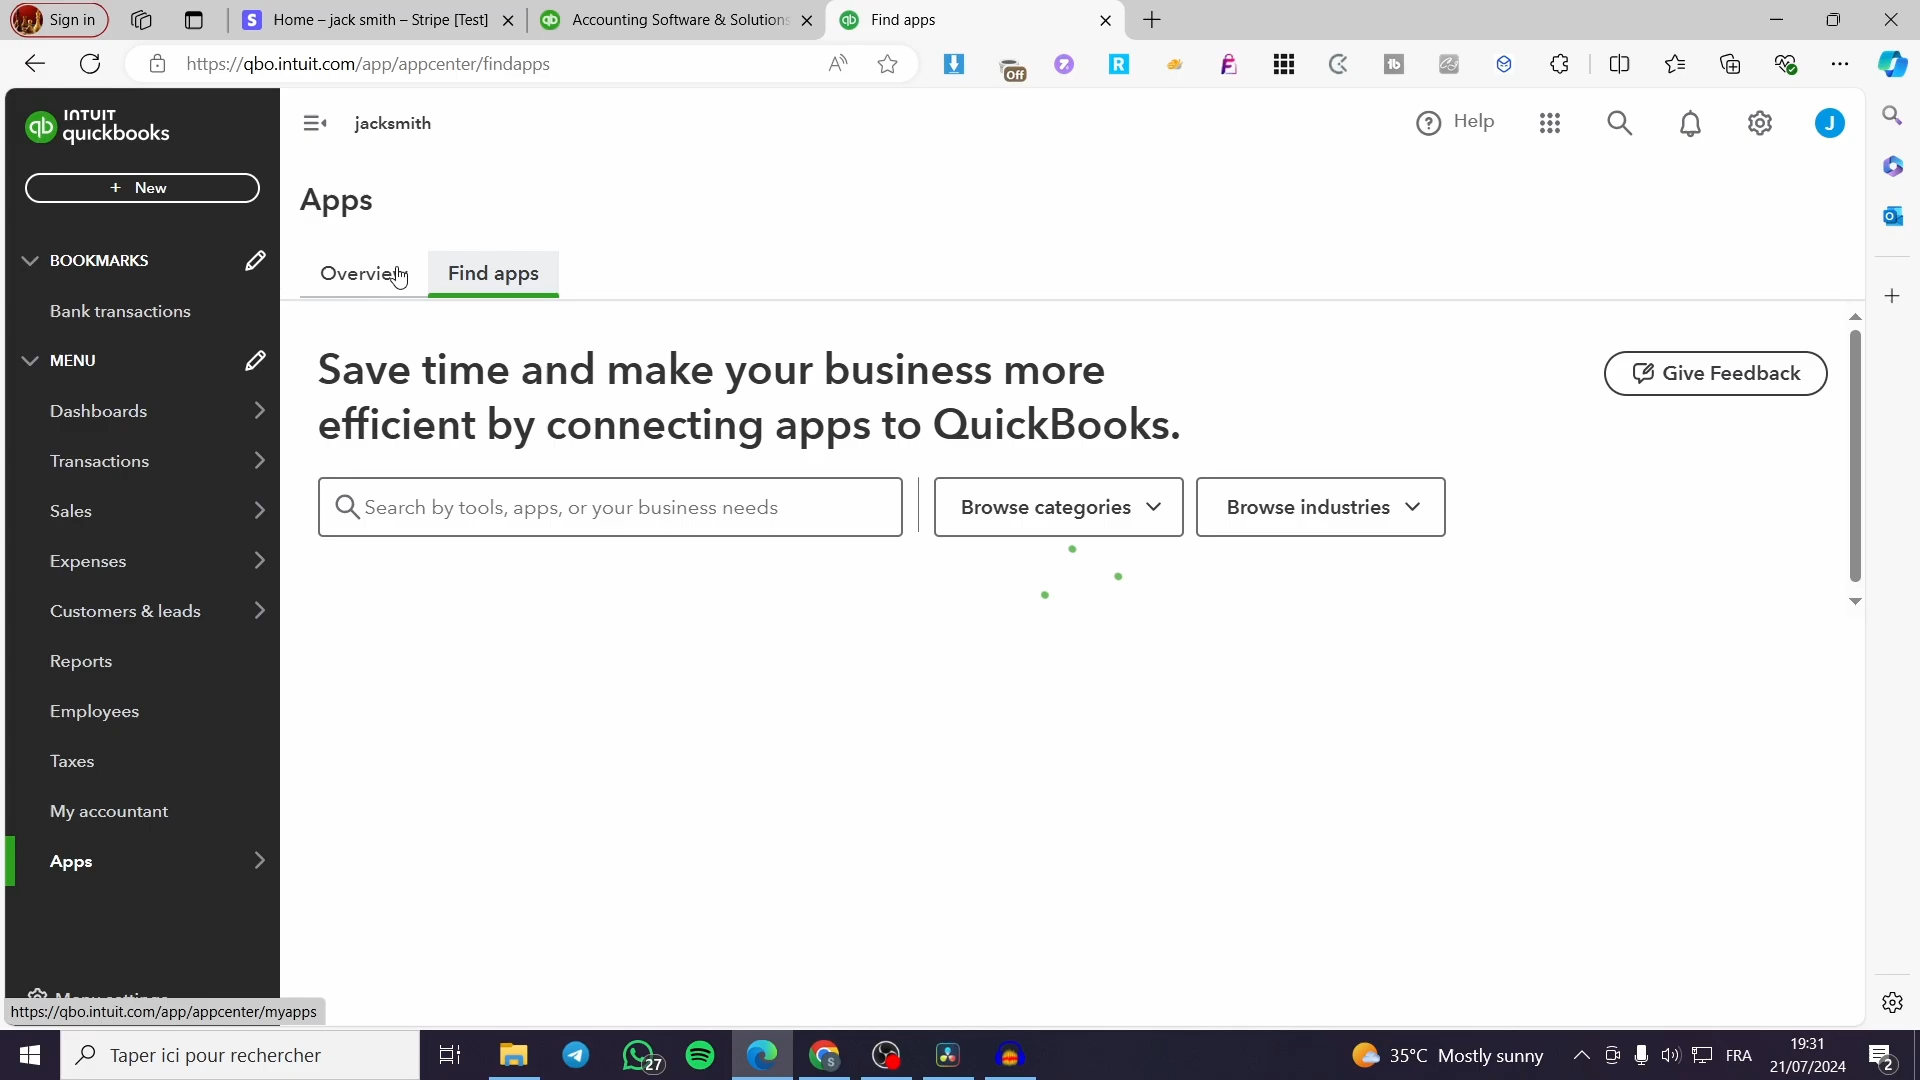 Sign in
Home – jack smith – Stripe [Test]
Accounting Software & Solutions
Find apps
https://qbo.intuit.com/app/appcenter/findapps
Off
INTUIT
quickbooks
jacksmith
Help
J
+ New
Apps
BOOKMARKS
Overview
Find apps
Bank transactions
MENU
Save time and make your business more
efficient by connecting apps to QuickBooks.
Give Feedback
Dashboards
Transactions
Sales
Search by tools, apps, or your business needs
Browse categories
Browse industries
Expenses
Customers & leads
Reports
Employees
Taxes
My accountant
Apps
Menu settings
https://qbo.intuit.com/app/appcenter/myapps
Taper ici pour rechercher
27
35°C Mostly sunny
FRA
19:31
21/07/2024
2